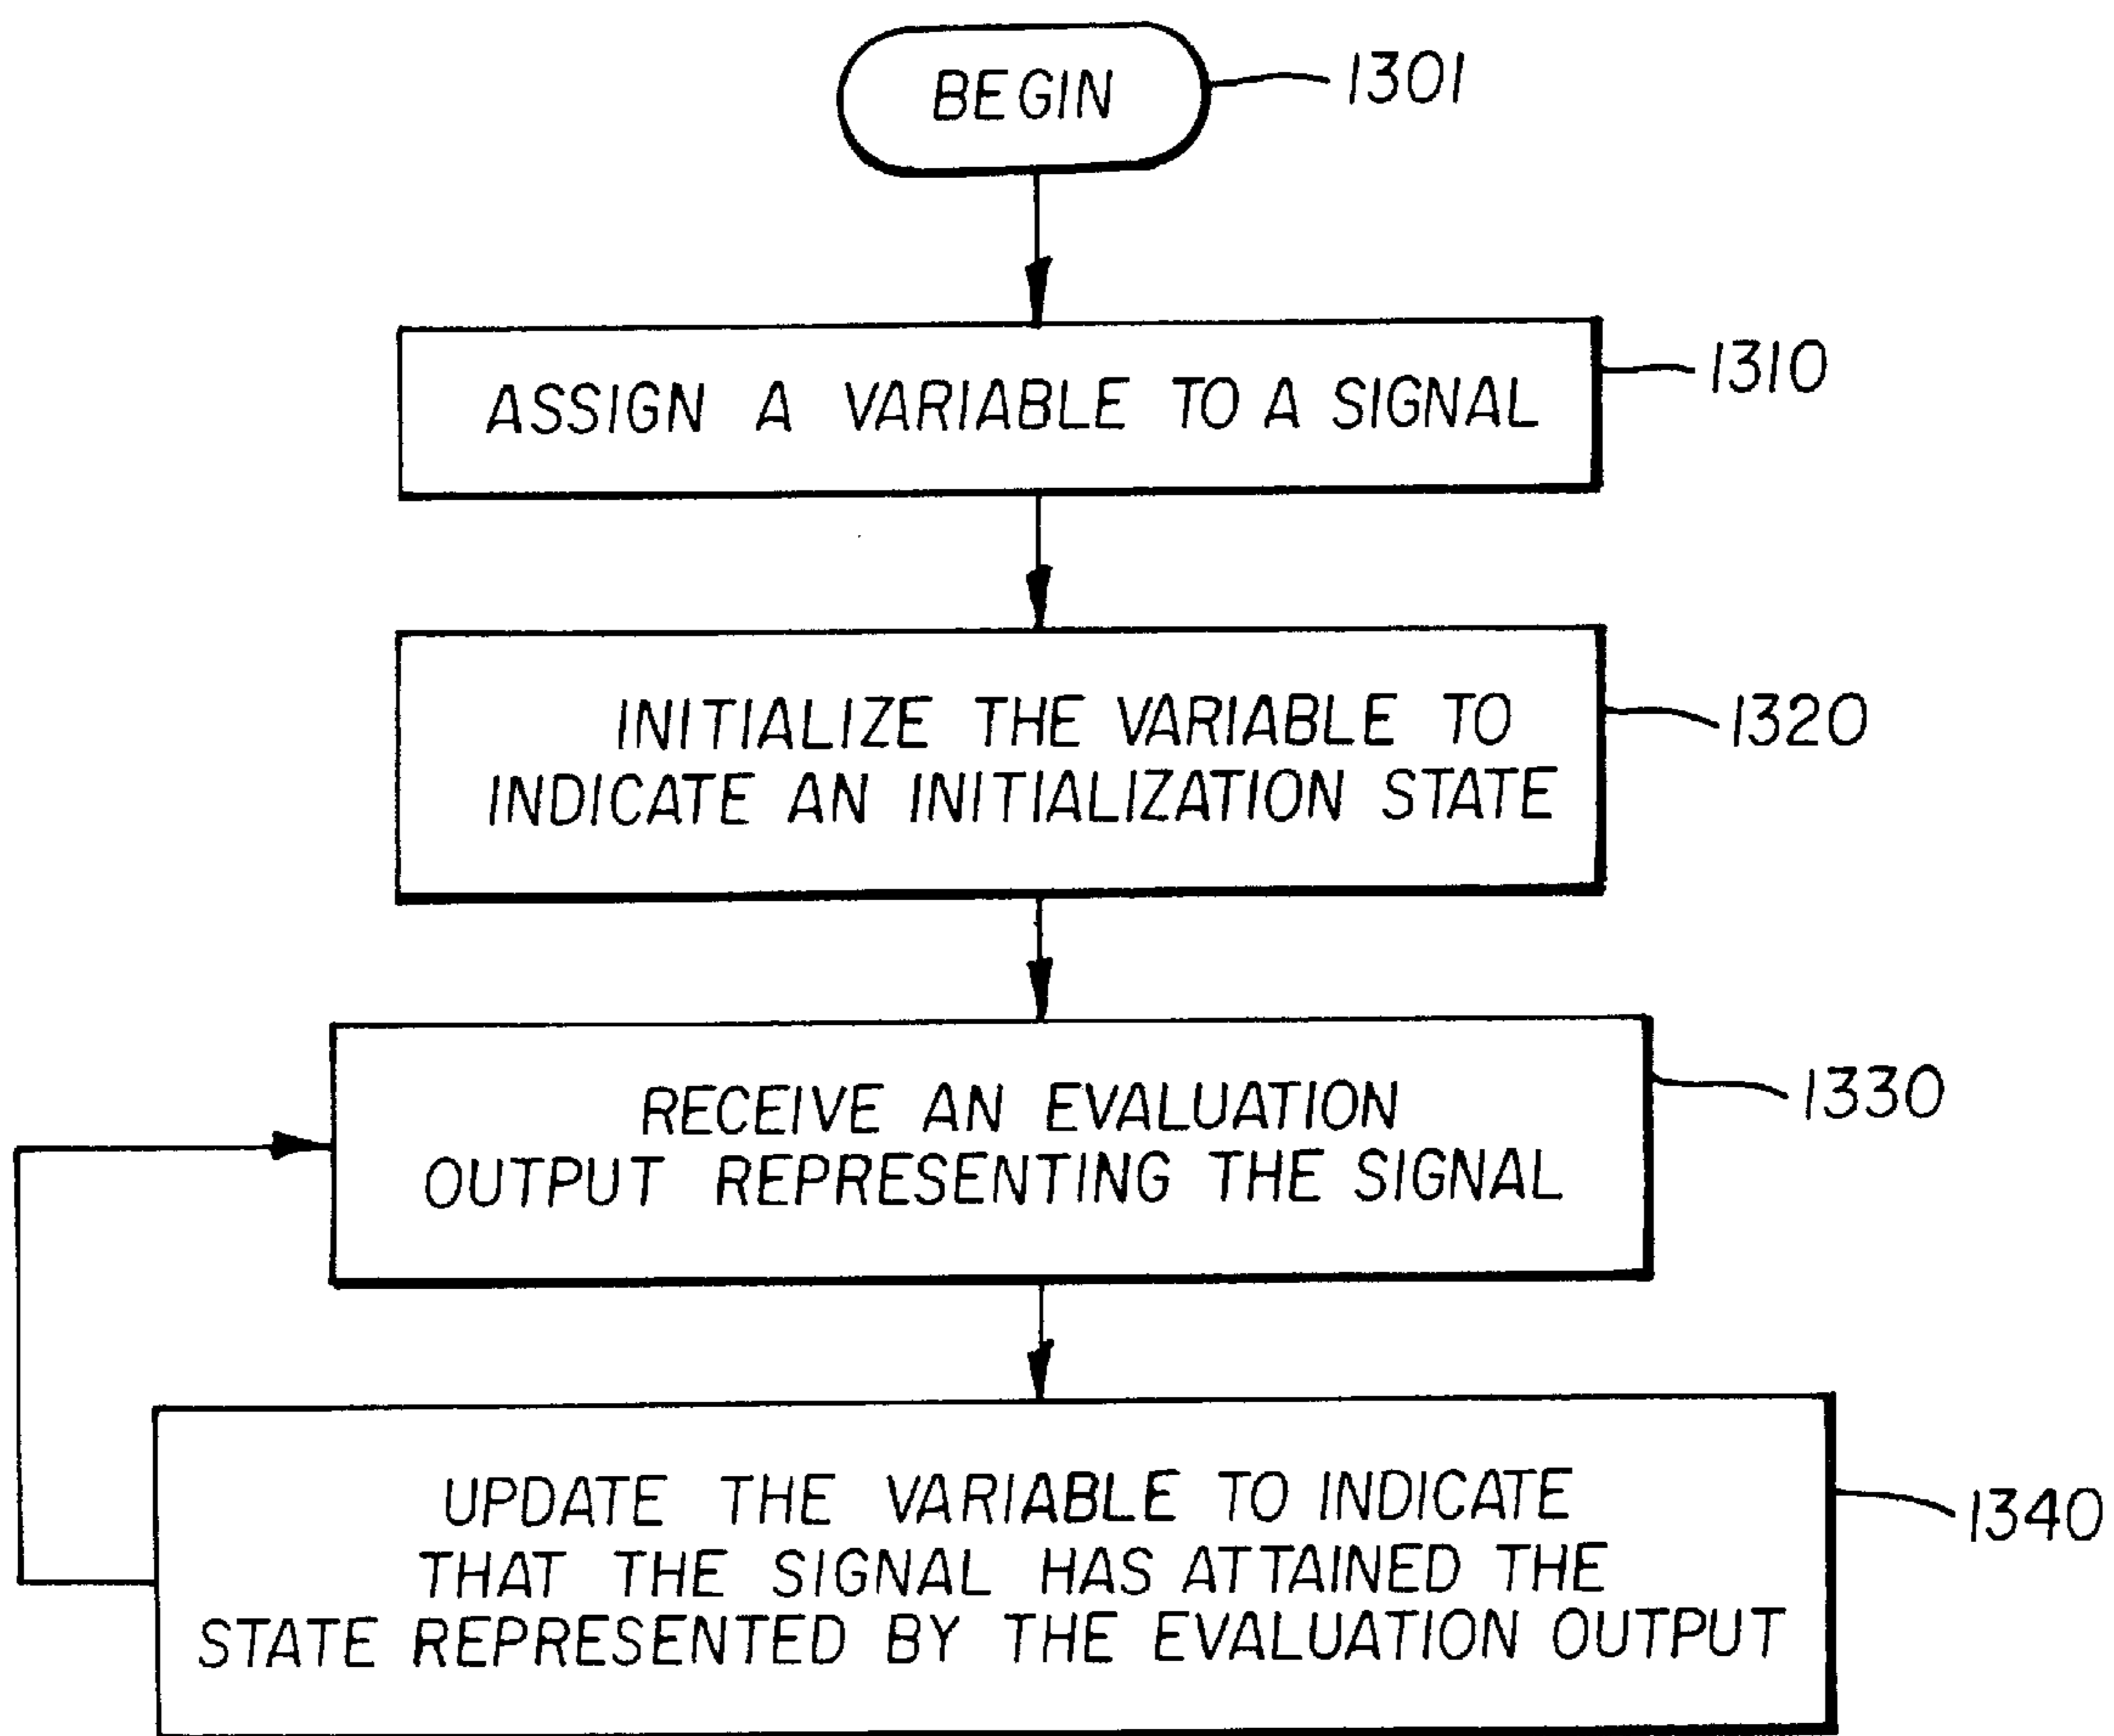 BEGIN
1301
ASSIGN A VARIABLE TO A SIGNAL
1310
INITIALIZE THE VARIABLE TO
INDICATE AN INITIALIZATION STATE
1320
RECEIVE AN EVALUATION
OUTPUT REPRESENTING THE SIGNAL
1330
UPDATE THE VARIABLE TO INDICATE
THAT THE SIGNAL HAS ATTAINED THE
STATE REPRESENTED BY THE EVALUATION OUTPUT
1340